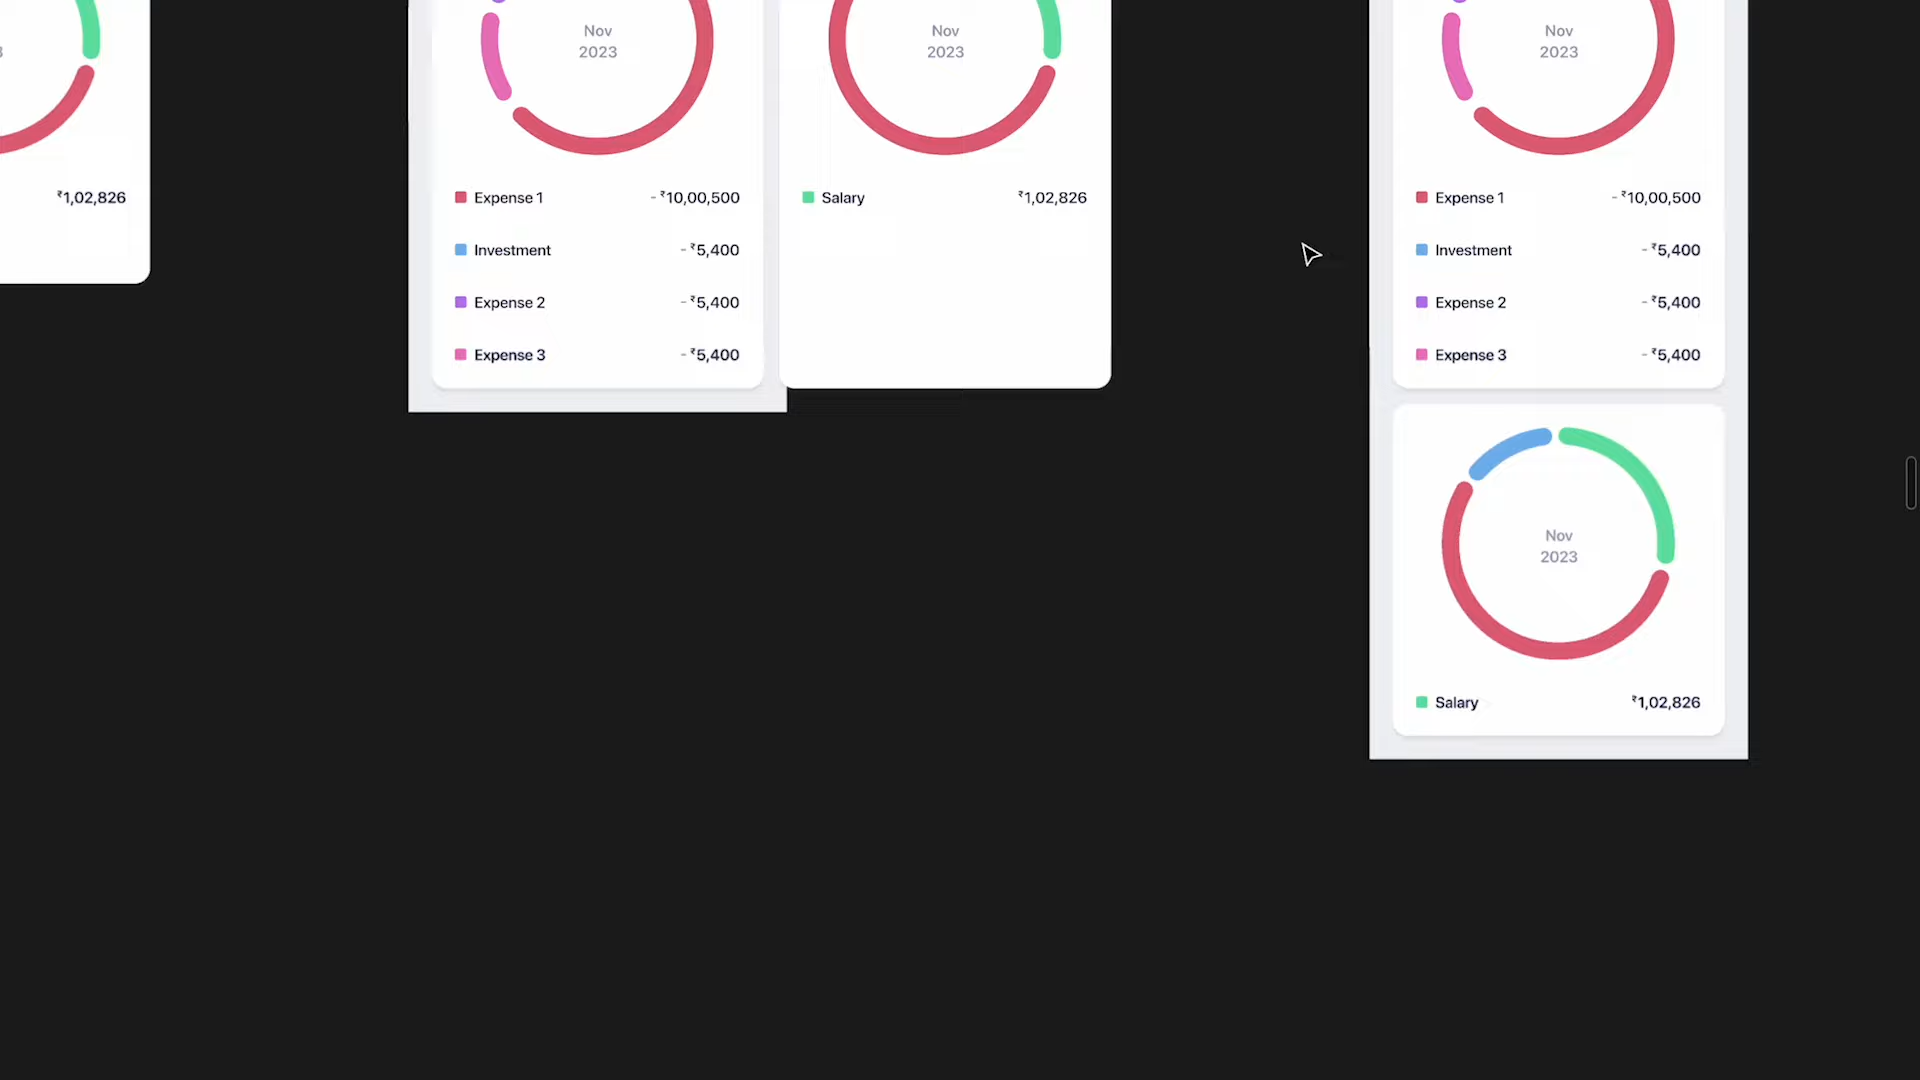 3
₹1,02,826
Nov
2023
Expense 1 - ₹10,00,500
Investment - ₹5,400
Expense 2 - ₹5,400
Expense 3 - ₹5,400
Nov
2023
Salary ₹1,02,826
Nov
2023
Expense 1 - ₹10,00,500
Investment - ₹5,400
Expense 2 - ₹5,400
Expense 3 - ₹5,400
Nov
2023
Salary ₹1,02,826